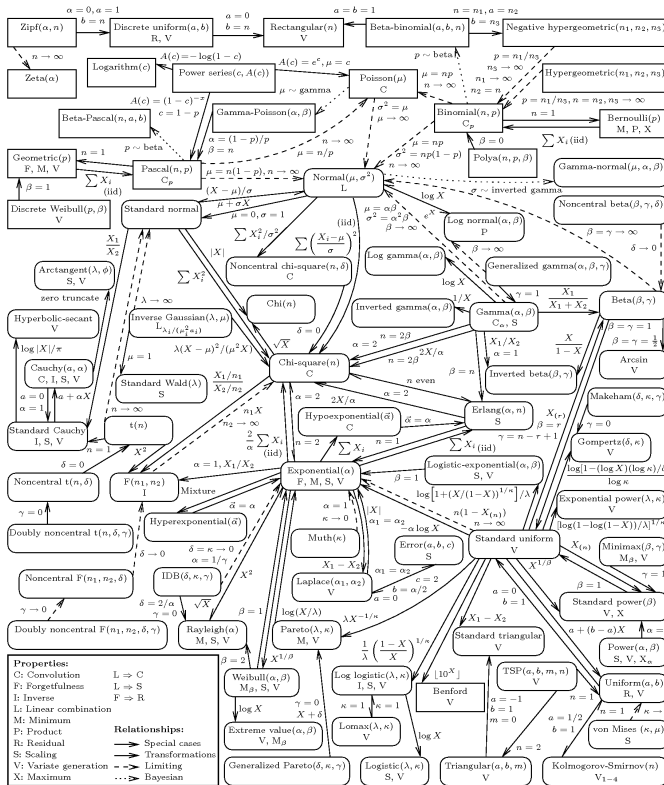 α = 0, a = 1
a = 0
a = b = 1
n = n₁, a = n₂
b = n
b = n
b = n₃
Zipf(α, n)
Discrete uniform(a, b)
R, V
Rectangular(n)
V
Beta-binomial(a, b, n)
Negative hypergeometric(n₁, n₂, n₃)
n → ∞
Zeta(α)
A(c) = −log(1 − c)
A(c) = eᶜ, μ = c
p ∼ beta
p = n₁/n₃
n₃ → ∞
n₁ → ∞
n₂ = n
Logarithm(c)
Power series(c, A(c))
Poisson(μ)
C
Hypergeometric(n₁, n₂, n₃)
μ = np
n → ∞
A(c) = (1 − c)⁻ˣ
c = 1 − p
μ ∼ gamma
σ² = μ
μ → ∞
Binomial(n, p)
Cₚ
p = n₁/n₃, n = n₂, n₃ → ∞
n = 1
Bernoulli(p)
M, P, X
Beta-Pascal(n, a, b)
Gamma-Poisson(α, β)
∑ Xᵢ (iid)
p ∼ beta
α = (1 − p)/p
β = n
n → ∞
μ = n/p
μ = np
σ² = np(1 − p)
n → ∞
β = 0
Polya(n, p, β)
Geometric(p)
F, M, V
n = 1
∑ Xᵢ
(iid)
Pascal(n, p)
Cₚ
μ = n(1 − p), n → ∞
Normal(μ, σ²)
L
Gamma-normal(μ, α, β)
β = 1
Discrete Weibull(p, β)
V
(X − μ)/σ
μ + σX
μ = 0, σ = 1
Standard normal
log X
σ ∼ inverted gamma
Noncentral beta(β, γ, δ)
X₁
X₂
∑ Xᵢ²/σ²
(iid)
∑ (Xᵢ − μ / σ)²
μ = αβ
σ² = α²β
β → ∞
eˣ
Log normal(α, β)
P
β = γ → ∞
δ → 0
Arctangent(λ, φ)
S, V
|X|
∑ Xᵢ²
Noncentral chi-square(n, δ)
C
Log gamma(α, β)
β → ∞
Generalized gamma(α, β, γ)
zero truncate
λ → ∞
Chi(n)
log X
γ = 1
X₁
X₁ + X₂
Beta(β, γ)
Hyperbolic-secant
V
Inverse Gaussian(λ, μ)
L
√X
δ = 0
Inverted gamma(α, β)
1/X
Gamma(α, β)
Cα, S
β = γ = 1
β = γ = ½
log |X|/π
λ(X − μ)²/(μ²X)
n = 2β
X₁/X₂
α = 1
X
1 − X
Arcsin
V
μ = 1
Chi-square(n)
C
α = 2
n = 2β
2X/α
Cauchy(a, α)
C, I, S, V
Standard Wald(λ)
S
X₁/n₁
X₂/n₂
n even
α = 2
β = n
Inverted beta(β, γ)
Makeham(δ, κ, γ)
a = 0
α = 1
a + αX
n → ∞
n₁X
n₂ → ∞
α = 2
2X/α
Hypoexponential(α⃗)
C
α⃗ = α
Erlang(α, n)
S
X₍ᵣ₎
β = r
γ = n − r + 1
γ = 0
Standard Cauchy
I, S, V
n = 1
t(n)
X²
2/α ∑ Xᵢ
(iid)
n = 2
∑ Xᵢ
n = 1
∑ Xᵢ
(iid)
Gompertz(δ, κ)
V
δ = 0
α = 1, X₁/X₂
Logistic-exponential(α, β)
S, V
log[1−(log X)(log κ)/δ]
log κ
Noncentral t(n, δ)
F(n₁, n₂)
I
Mixture
Exponential(α)
F, M, S, V
β = 1
Exponential power(λ, κ)
V
γ = 0
α⃗ = α
Hyperexponential(α⃗)
α = 1
κ → 0
|X|
α₁ = α₂
log[1+(X/(1−X))^1/κ]/λ
n(1 − X₍ₙ₎)
n → ∞
[log(1−log(1−X))/λ]^1/κ
Doubly noncentral t(n, δ, γ)
Muth(κ)
−α log X
Standard uniform
V
X₍ₙ₎
Minimax(β, γ)
Mβ, V
δ → 0
δ = κ → 0
α = 1/γ
X₁ − X₂
Error(a, b, c)
S
X^1/β
γ = 1
Noncentral F(n₁, n₂, δ)
IDB(δ, κ, γ)
X²
Laplace(α₁, α₂)
V
α₁ = α₂
c = 2
b = α/2
a = 0
β = 1
Standard power(β)
V, X
γ → 0
δ = 2/α
γ = 0
√X
β = 1
log(X/λ)
λX^−1/κ
X₁ − X₂
a = 0
b = 1
a + (b − a)X
α =
Doubly noncentral F(n₁, n₂, δ, γ)
Rayleigh(α)
M, S, V
Pareto(λ, κ)
M, V
Standard triangular
V
Power(α, β)
S, V, Xα
β = 2
X^1/β
1/λ (1 − X / X)^1/κ
Properties:
C: Convolution
L ⇒ C
F: Forgetfulness
L ⇒ S
I: Inverse
F ⇒ R
L: Linear combination
M: Minimum
P: Product
R: Residual
S: Scaling
V: Variate generation
X: Maximum
Relationships:
Special cases
Transformations
Limiting
Bayesian
Weibull(α, β)
Mβ, S, V
Log logistic(λ, κ)
I, S, V
⌊10ˣ⌋
Benford
V
TSP(a, b, m, n)
V
Uniform(a, b)
R, V
log X
γ = 0
X + δ
κ = 1
κ = 1
a = −1
b = 1
m = 0
n = 1
n = 1
κ →
Extreme value(α, β)
V, Mβ
Lomax(λ, κ)
V
log X
a = 1/2
b = 1
von Mises (κ, μ)
S
n = 2
Generalized Pareto(δ, κ, γ)
Logistic(λ, κ)
S, V
Triangular(a, b, m)
V
Kolmogorov-Smirnov(n)
V₁₋₄